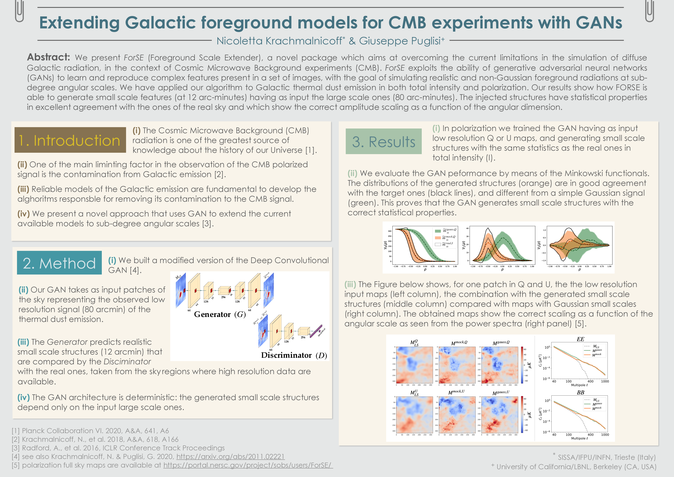 Extending Galactic foreground models for CMB experiments with GANs
Nicoletta Krachmalnicoff* & Giuseppe Puglisi+
Abstract: We present ForSE (Foreground Scale Extender), a novel package which aims at overcoming the current limitations in the simulation of diffuse
Galactic radiation, in the context of Cosmic Microwave Background experiments (CMB). ForSE exploits the ability of generative adversarial neural networks
(GANs) to learn and reproduce complex features present in a set of images, with the goal of simulating realistic and non-Gaussian foreground radiations at sub-
degree angular scales. We have applied our algorithm to Galactic thermal dust emission in both total intensity and polarization. Our results show how FORSE is
able to generate small scale features (at 12 arc-minutes) having as input the large scale ones (80 arc-minutes). The injected structures have statistical properties
in excellent agreement with the ones of the real sky and which show the correct amplitude scaling as a function of the angular dimension.
1. Introduction
(i) The Cosmic Microwave Background (CMB)
radiation is one of the greatest source of
knowledge about the history of our Universe [1].
(ii) One of the main liminting factor in the observation of the CMB polarized
signal is the contamination from Galactic emission [2].
(iii) Reliable models of the Galactic emission are fundamental to develop the
alghoritms responsible for removing its contamination to the CMB signal.
(iv) We present a novel approach that uses GAN to extend the current
available models to sub-degree angular scales [3].
2. Method
(i) We built a modified version of the Deep Convolutional
GAN [4].
(ii) Our GAN takes as input patches of
the sky representing the observed low
resolution signal (80 arcmin) of the
thermal dust emission.
Generator (G)
Discriminator (D)
(iii) The Generator predicts realistic
small scale structures (12 arcmin) that
are compared by the Disciminator
with the real ones, taken from the sky regions where high resolution data are
available.
(iv) The GAN architecture is deterministic: the generated small scale structures
depend only on the input large scale ones.
3. Results
(i) In polarization we trained the GAN having as input
low resolution Q or U maps, and generating small scale
structures with the same statistics as the real ones in
total intensity (I).
(ii) We evaluate the GAN peformance by means of the Minkowski functionals.
The distributions of the generated structures (orange) are in good agreement
with the target ones (black lines), and different from a simple Gaussian signal
(green). This proves that the GAN generates small scale structures with the
correct statistical properties.
(iii) The Figure below shows, for one patch in Q and U, the the low resolution
input maps (left column), the combination with the generated small scale
structures (middle column) compared with maps with Gaussian small scales
(right column). The obtained maps show the correct scaling as a function of the
angular scale as seen from the power spectra (right panel) [5].
EE
BB
Multipole ℓ
Multipole ℓ
[1] Planck Collaboration VI. 2020, A&A, 641, A6
[2] Krachmalnicoff, N., et al. 2018, A&A, 618, A166
[3] Radford, A., et al. 2016, ICLR Conference Track Proceedings
[4] see also Krachmalnicoff, N. & Puglisi, G. 2020, https://arxiv.org/abs/2011.02221
[5] polarization full sky maps are available at https://portal.nersc.gov/project/sobs/users/ForSE/
* SISSA/IFPU/INFN, Trieste (Italy)
+ University of California/LBNL, Berkeley (CA, USA)